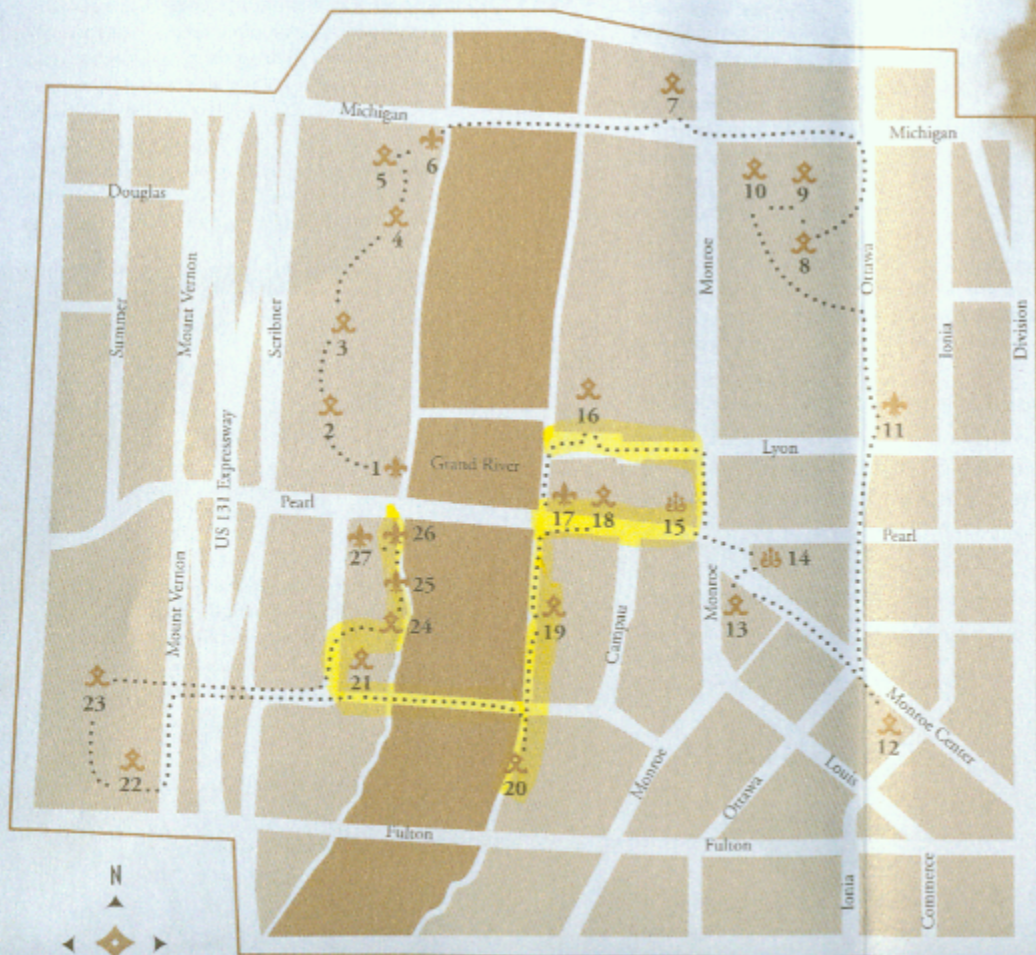 7
Michigan
Michigan
6
5
10
9
Douglas
4
8
Monroe
Ottawa
Mount Vernon
Summer
Scribner
Ionia
Division
3
16
2
11
US 131 Expressway
Lyon
1
Grand River
Pearl
17
18
15
Pearl
27
26
14
25
Mount Vernon
Campau
Monroe
19
13
24
21
23
Monroe Center
12
20
22
Monroe
Ottawa
Louis
Fulton
Fulton
Ionia
Commerce
N